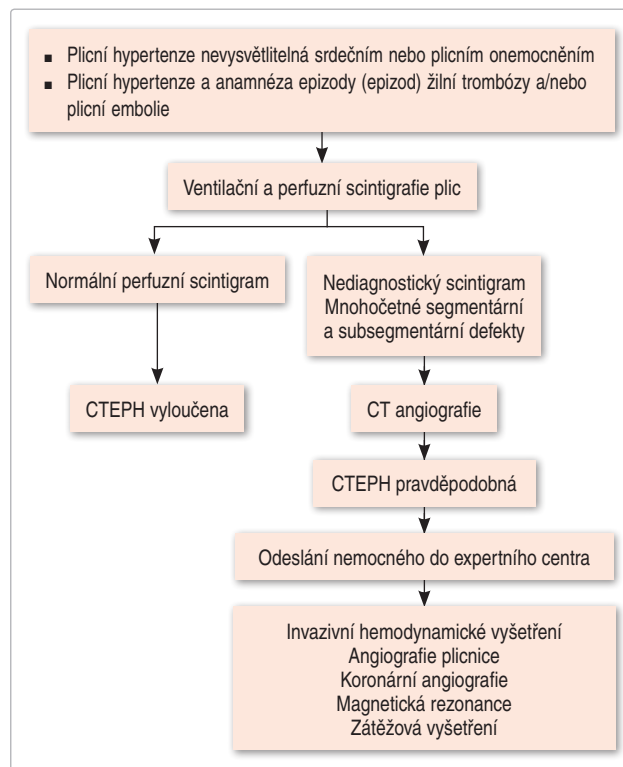 ▪ Plicní hypertenze nevysvětlitelná srdečním nebo plicním onemocněním
▪ Plicní hypertenze a anamnéza epizody (epizod) žilní trombózy a/nebo
plicní embolie
Ventilační a perfuzní scintigrafie plic
Normální perfuzní scintigram
Nediagnostický scintigram
Mnohočetné segmentární
a subsegmentární defekty
CTEPH vyloučena
CT angiografie
CTEPH pravděpodobná
Odeslání nemocného do expertního centra
Invazivní hemodynamické vyšetření
Angiografie plicnice
Koronární angiografie
Magnetická rezonance
Zátěžová vyšetření